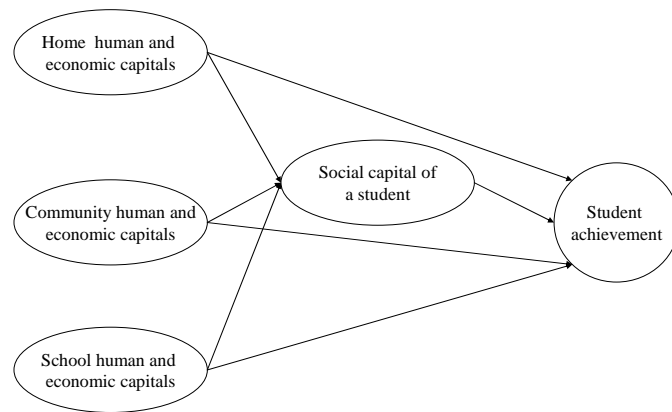 Home human and
economic capitals
Social capital of
a student
Community human and
economic capitals
Student
achievement
School human and
economic capitals